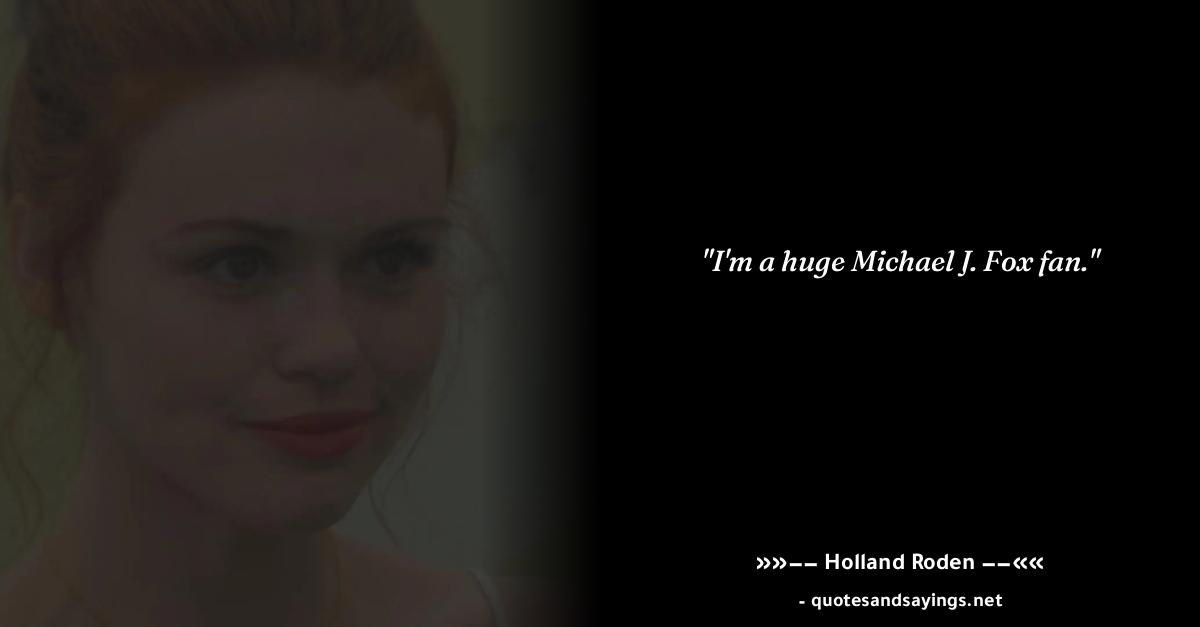 "I'm a huge Michael J. Fox fan."
»»−− Holland Roden −−««
- quotesandsayings.net